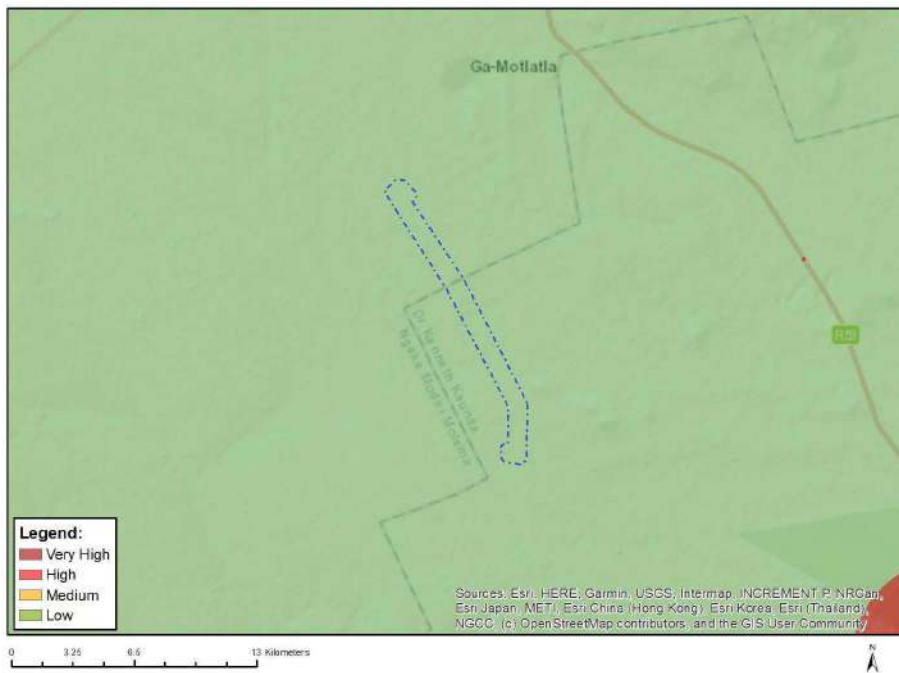 Ga-Motlatla
Dr Kenneth Kaunda
Ngaka Modiri Molema
Legend:
Very High
High
Medium
Low
Sources: Esri, HERE, Garmin, USGS, Intermap, INCREMENT P, NRCan,
Esri Japan, METI, Esri China (Hong Kong), Esri Korea, Esri (Thailand),
NGCC, (c) OpenStreetMap contributors, and the GIS User Community
0 3.25 6.5 13 Kilometers
N